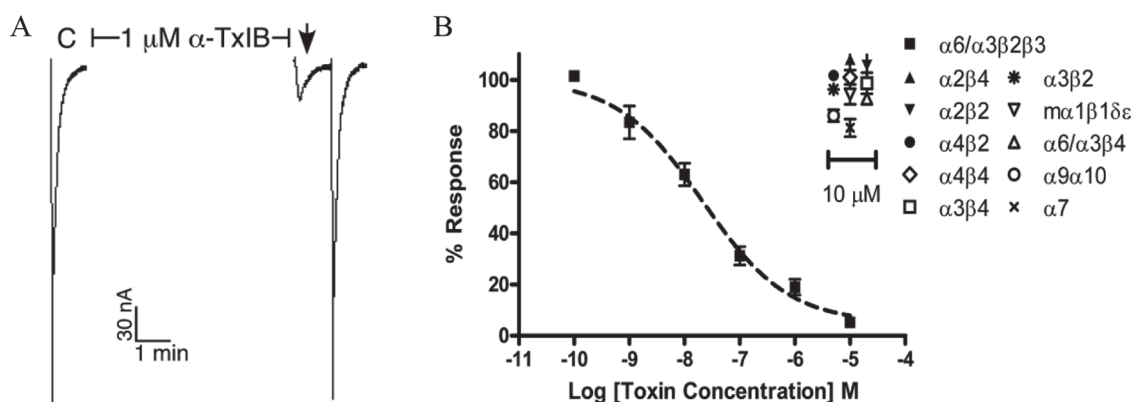 A
C 1 μM α-TxIB
30 nA
1 min
B
% Response
100
80
60
40
20
0
-11 -10 -9 -8 -7 -6 -5 -4
Log [Toxin Concentration] M
10 μM
α6/α3β2β3
α2β4 α3β2
α2β2 mα1β1δε
α4β2 α6/α3β4
α4β4 α9α10
α3β4 α7